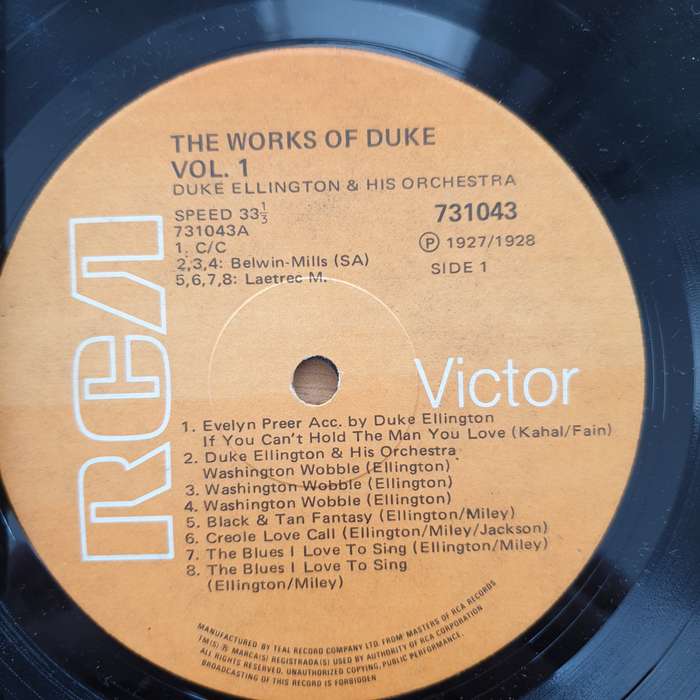 THE WORKS OF DUKE
VOL. 1
DUKE ELLINGTON & HIS ORCHESTRA
SPEED 33⅓
731043A
1. C/C
2,3,4: Belwin-Mills (SA)
5,6,7,8: Laetrec M.
731043
Ⓟ 1927/1928
SIDE 1
RCA
Victor
1. Evelyn Preer Acc. by Duke Ellington
If You Can't Hold The Man You Love (Kahal/Fain)
2. Duke Ellington & His Orchestra
Washington Wobble (Ellington)
3. Washington Wobble (Ellington)
4. Washington Wobble (Ellington)
5. Black & Tan Fantasy (Ellington/Miley)
6. Creole Love Call (Ellington/Miley/Jackson)
7. The Blues I Love To Sing (Ellington/Miley)
8. The Blues I Love To Sing
(Ellington/Miley)
MANUFACTURED BY TEAL RECORD COMPANY LTD. FROM MASTERS OF RCA RECORDS
TM(S) ® MARCA(S) REGISTRADA(S) USED BY AUTHORITY OF RCA CORPORATION
ALL RIGHTS RESERVED. UNAUTHORIZED COPYING, PUBLIC PERFORMANCE,
BROADCASTING OF THIS RECORD IS FORBIDDEN